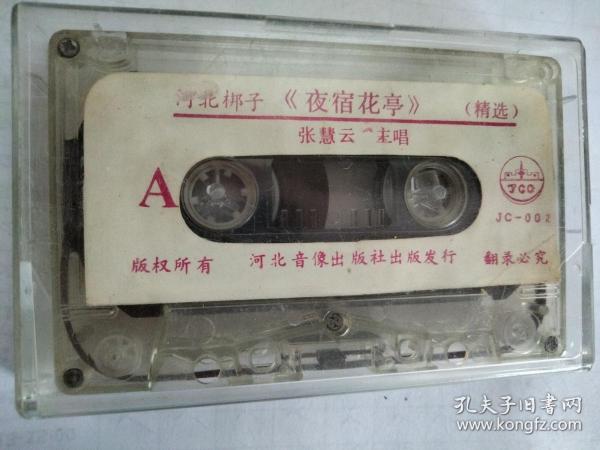 河北梆子《夜宿花亭》（精选）
张慧云 主唱
A
JCO
JC-002
版权所有 河北音像出版社出版发行 翻录必究
孔夫子旧书网
www.kongfz.com